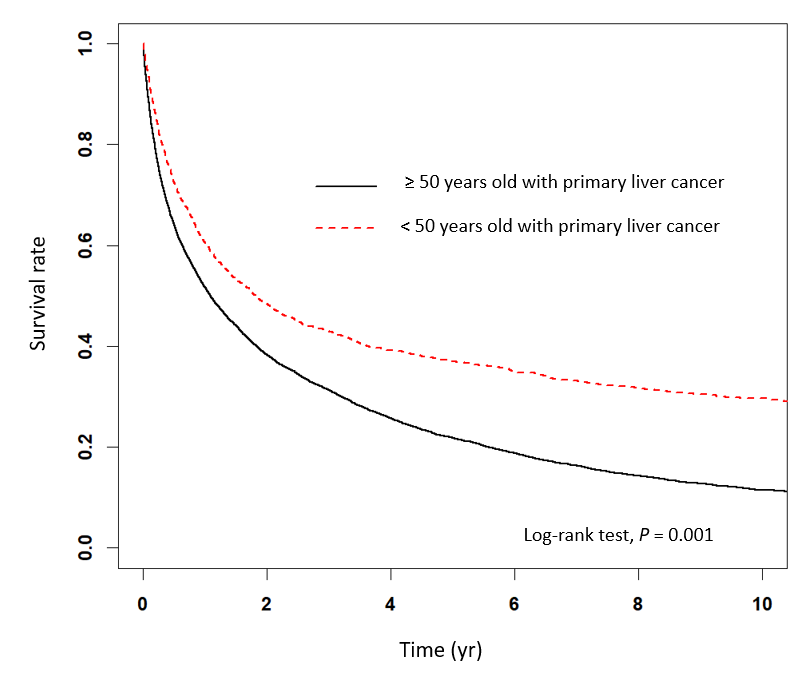 1.0
0.8
0.6
0.4
0.2
0.0
Survival rate
≥ 50 years old with primary liver cancer
< 50 years old with primary liver cancer
Log-rank test, P = 0.001
0 2 4 6 8 10
Time (yr)